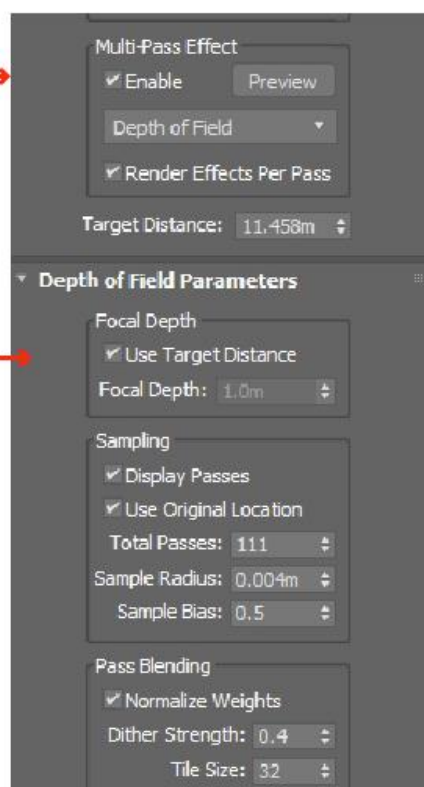 Multi-Pass Effect
Enable Preview
Depth of Field
Render Effects Per Pass
Target Distance: 11.458m
Depth of Field Parameters
Focal Depth
Use Target Distance
Focal Depth: 1.0m
Sampling
Display Passes
Use Original Location
Total Passes: 111
Sample Radius: 0.004m
Sample Bias: 0.5
Pass Blending
Normalize Weights
Dither Strength: 0.4
Tile Size: 32